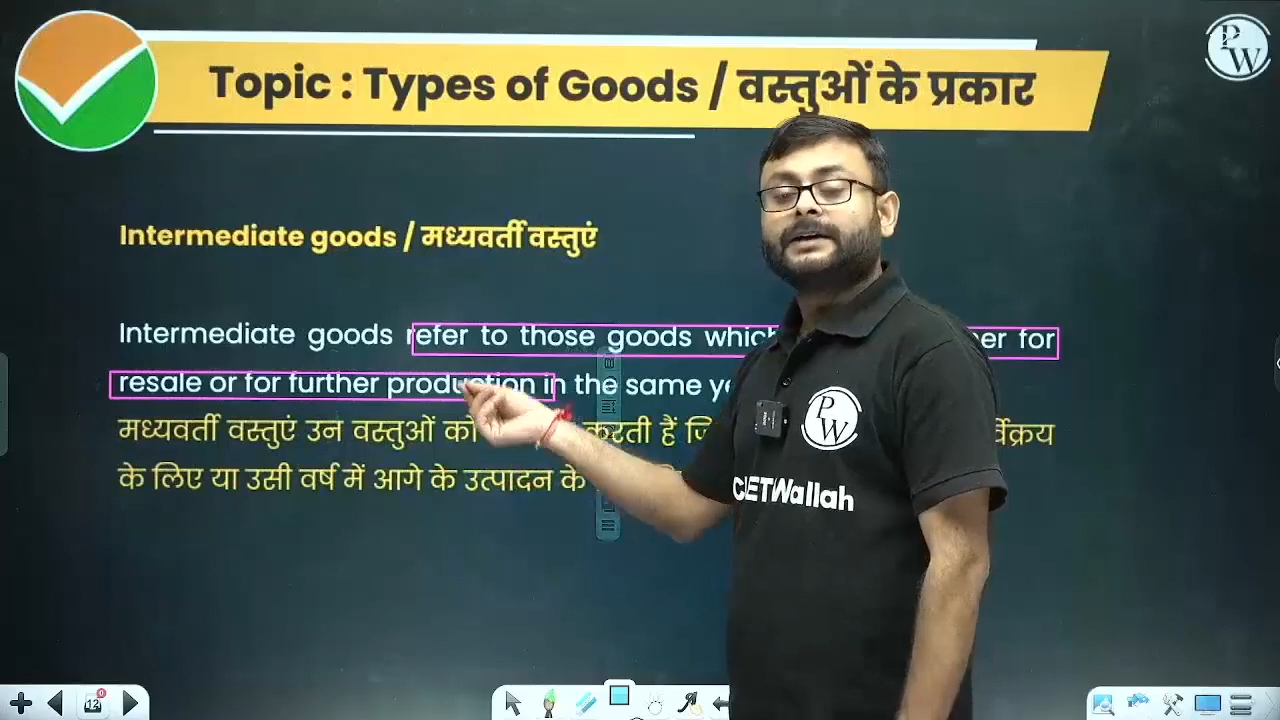 Topic : Types of Goods / वस्तुओं के प्रकार
PW
Intermediate goods / मध्यवर्ती वस्तुएं
Intermediate goods refer to those goods which for
resale or for further production in the same
मध्यवर्ती वस्तुएं उन वस्तुओं को करती हैं
के लिए या उसी वर्ष में आगे के उत्पादन के
PW
CUETWallah
12